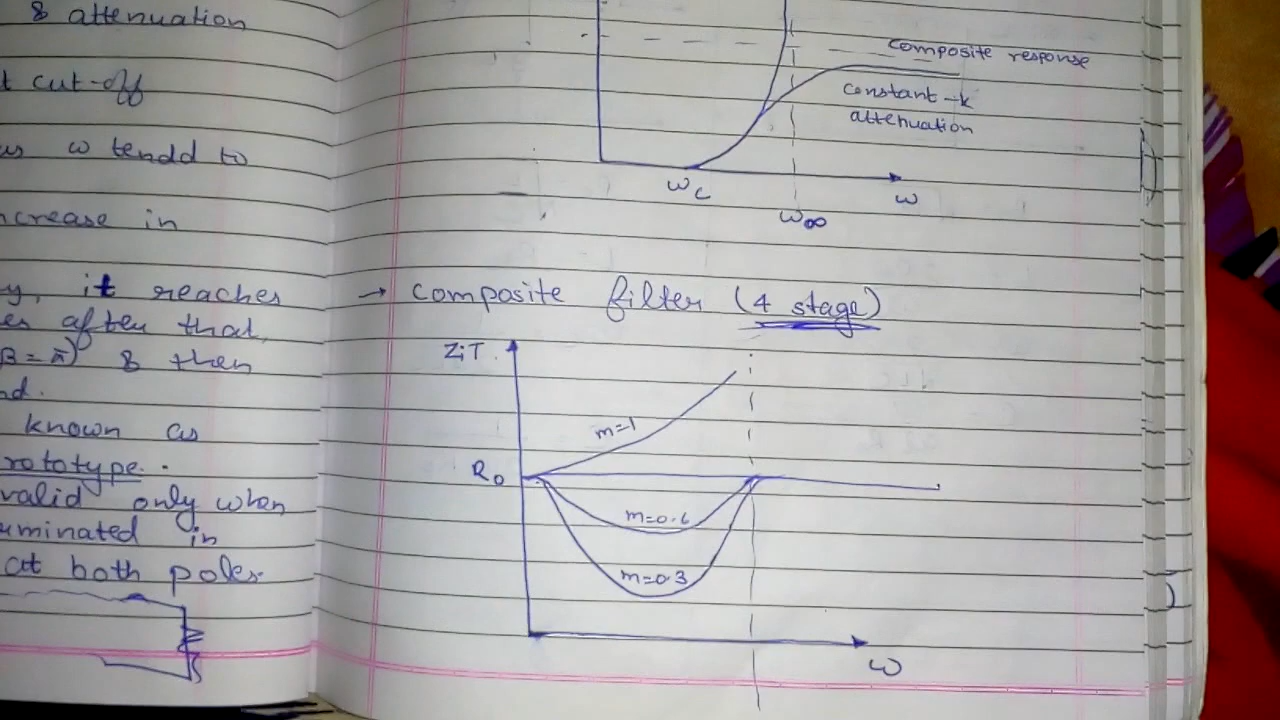 & attenuation
t cut-off
as ω tendd to
ncrease in
y, it reaches
es after that,
β = π) & then
nd.
known as
rototype.
valid only when
rminated in
at both poles.
composite response
constant-k
attenuation
ωc
ω
ω∞
→ composite filter (4 stage)
ZiT
m=1
R0
m=0.6
m=0.3
ω